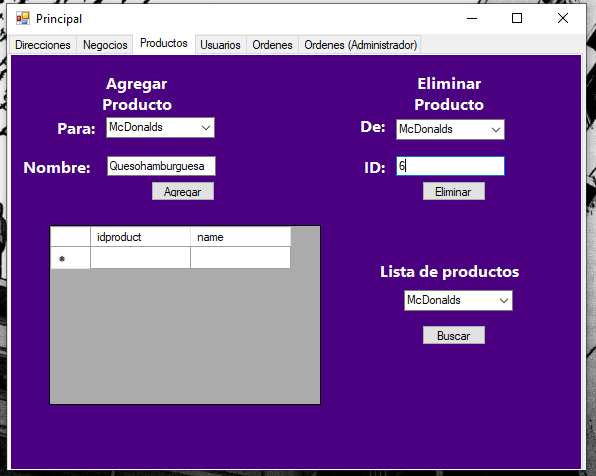 Principal
Direcciones Negocios Productos Usuarios Ordenes Ordenes (Administrador)
Agregar
Producto
Para: McDonalds
Nombre: Quesohamburguesa
Agregar
Eliminar
Producto
De: McDonalds
ID: 6
Eliminar
idproduct name
Lista de productos
McDonalds
Buscar